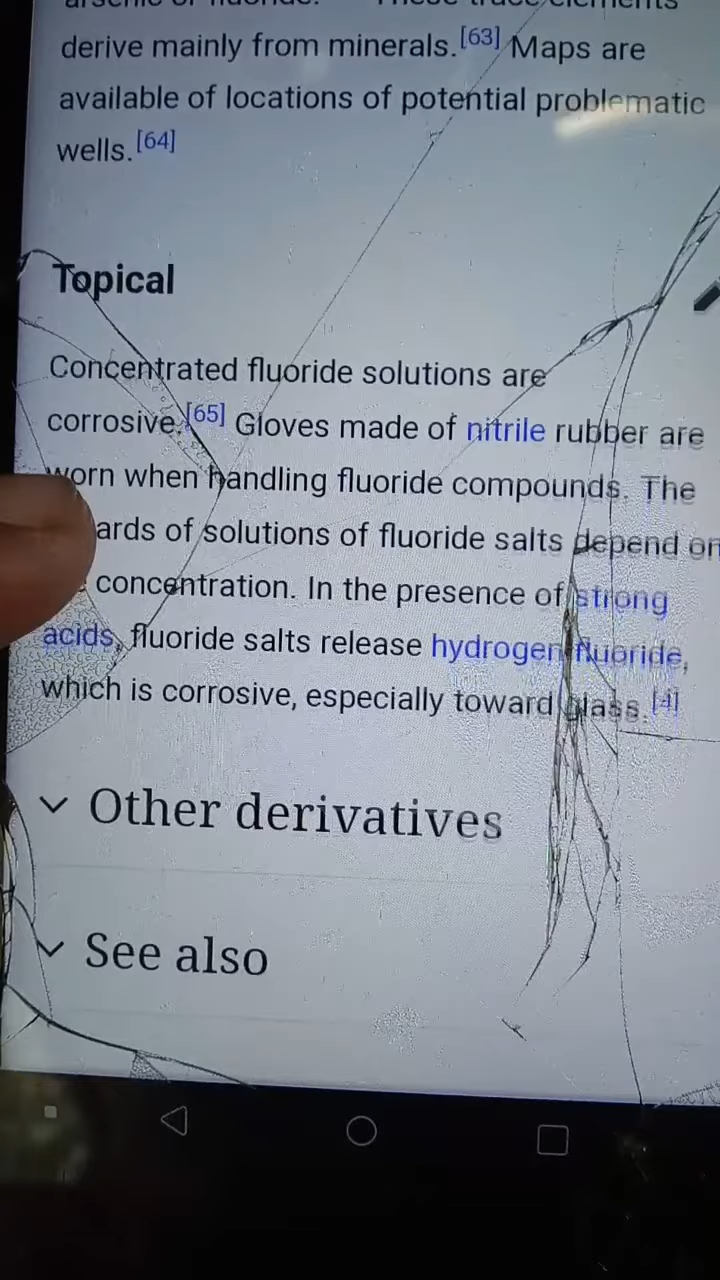 derive mainly from minerals.[63] Maps are
available of locations of potential problematic
wells.[64]
Topical
Concentrated fluoride solutions are
corrosive.[65] Gloves made of nitrile rubber are
worn when handling fluoride compounds. The
ards of solutions of fluoride salts depend on
concentration. In the presence of strong
acids, fluoride salts release hydrogen fluoride,
which is corrosive, especially toward glass.[4]
Other derivatives
See also